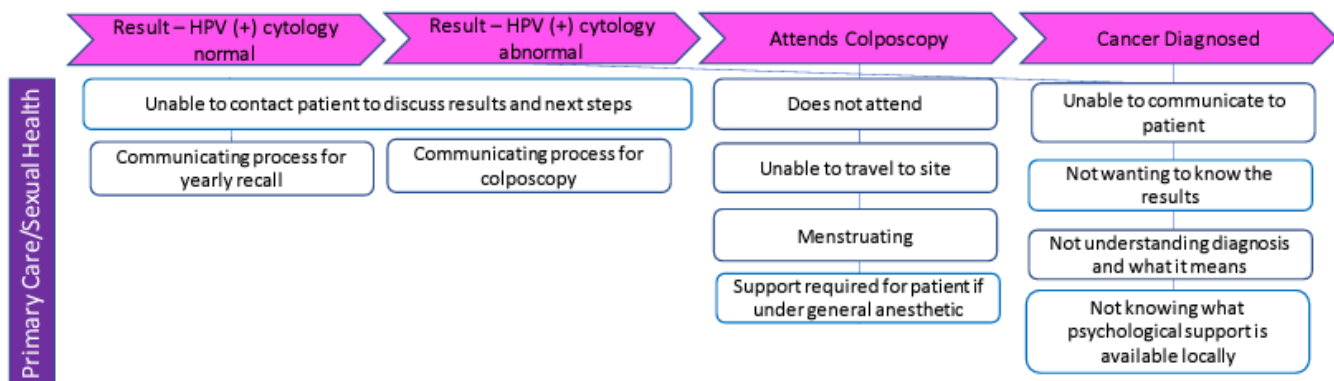 Result – HPV (+) cytology
normal
Result – HPV (+) cytology
abnormal
Attends Colposcopy
Cancer Diagnosed
Primary Care/Sexual Health
Unable to contact patient to discuss results and next steps
Communicating process for
yearly recall
Communicating process for
colposcopy
Does not attend
Unable to travel to site
Menstruating
Support required for patient if
under general anesthetic
Unable to communicate to
patient
Not wanting to know the
results
Not understanding diagnosis
and what it means
Not knowing what
psychological support is
available locally